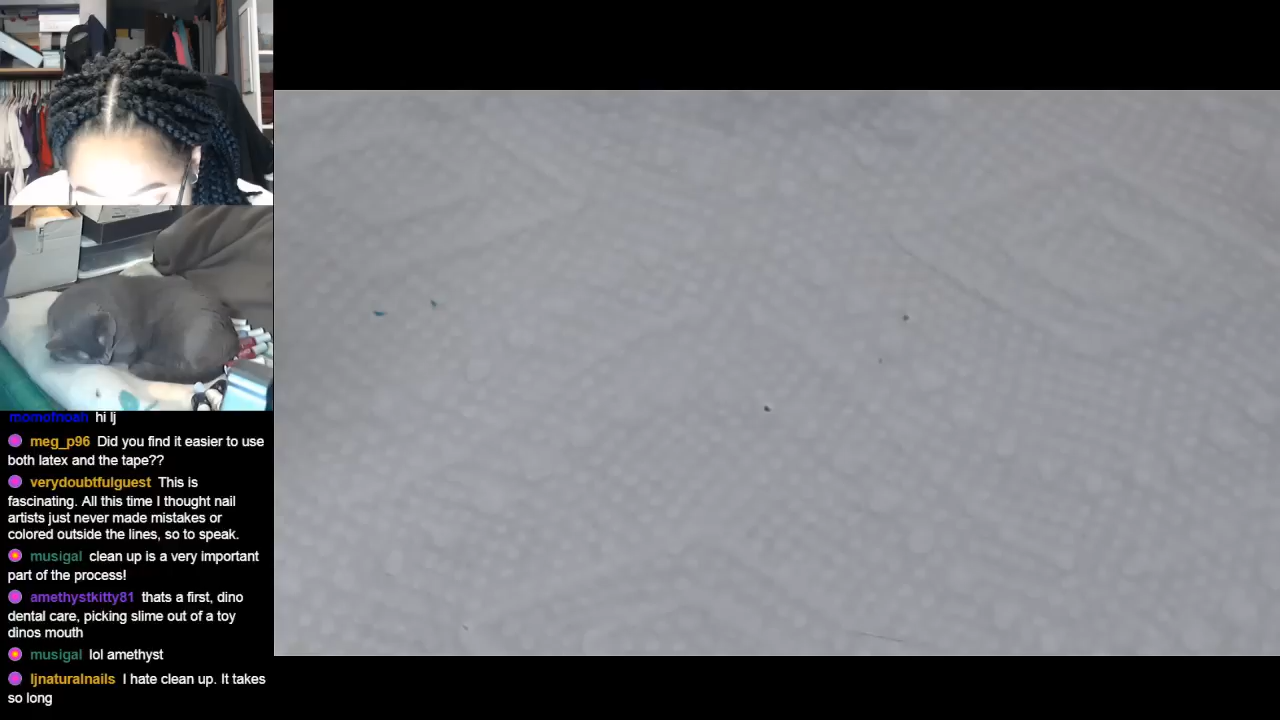 momofnoah hi lj
meg_p96 Did you find it easier to use
both latex and the tape??
verydoubtfulguest This is
fascinating. All this time I thought nail
artists just never made mistakes or
colored outside the lines, so to speak.
musigal clean up is a very important
part of the process!
amethystkitty81 thats a first, dino
dental care, picking slime out of a toy
dinos mouth
musigal lol amethyst
ljnaturalnails I hate clean up. It takes
so long